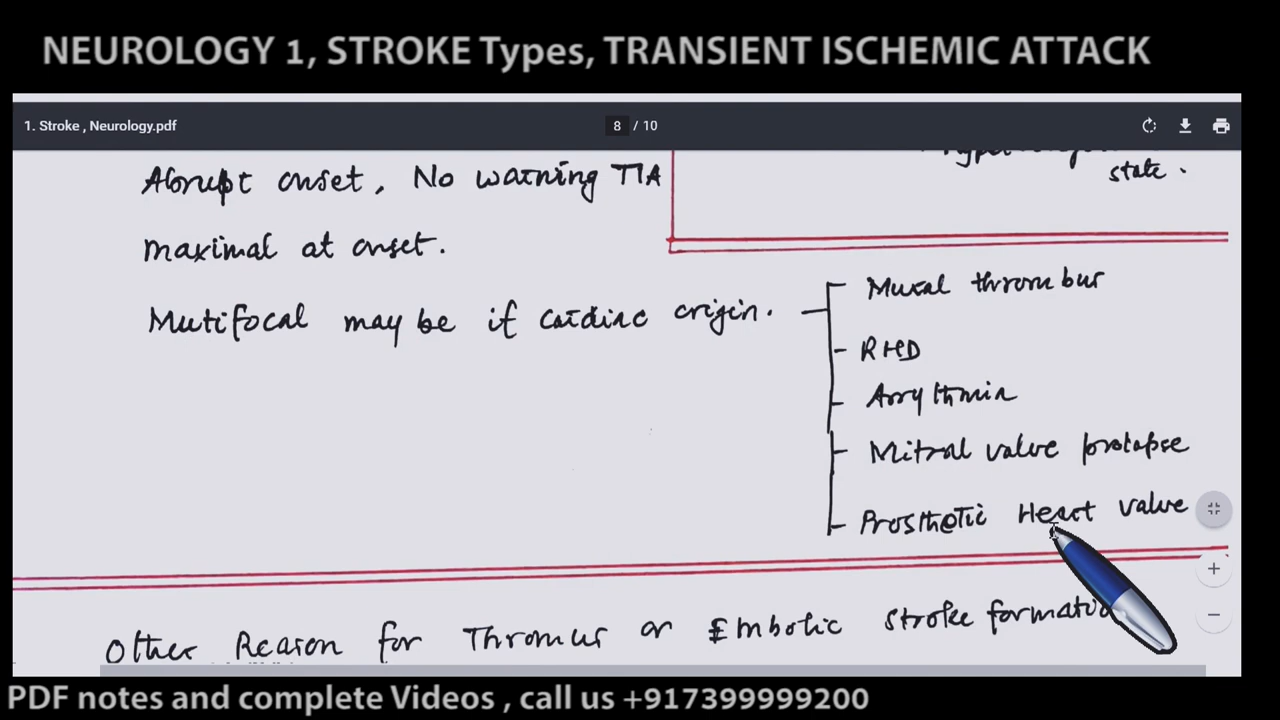 NEUROLOGY 1, STROKE Types, TRANSIENT ISCHEMIC ATTACK
1. Stroke , Neurology.pdf
8 / 10
state .
Abrupt onset, No warning TIA
maximal at onset.
Mutifocal may be if cardiac origin.
Mural thrombus
RHD
Arrythmia
Mitral valve prolapse
Prosthetic Heart valve
Other Reason for Thromus or Embolic stroke
PDF notes and complete Videos , call us +917399999200